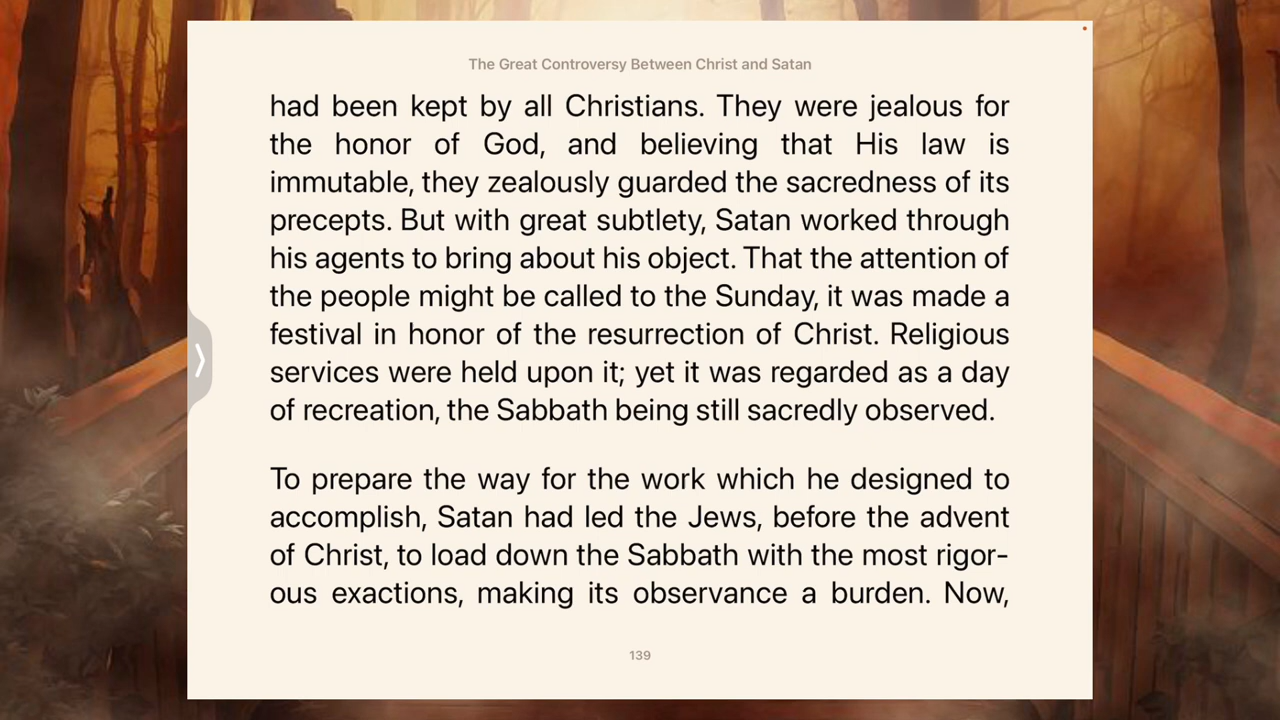 The Great Controversy Between Christ and Satan
had been kept by all Christians. They were jealous for
the honor of God, and believing that His law is
immutable, they zealously guarded the sacredness of its
precepts. But with great subtlety, Satan worked through
his agents to bring about his object. That the attention of
the people might be called to the Sunday, it was made a
festival in honor of the resurrection of Christ. Religious
services were held upon it; yet it was regarded as a day
of recreation, the Sabbath being still sacredly observed.
To prepare the way for the work which he designed to
accomplish, Satan had led the Jews, before the advent
of Christ, to load down the Sabbath with the most rigor-
ous exactions, making its observance a burden. Now,
139